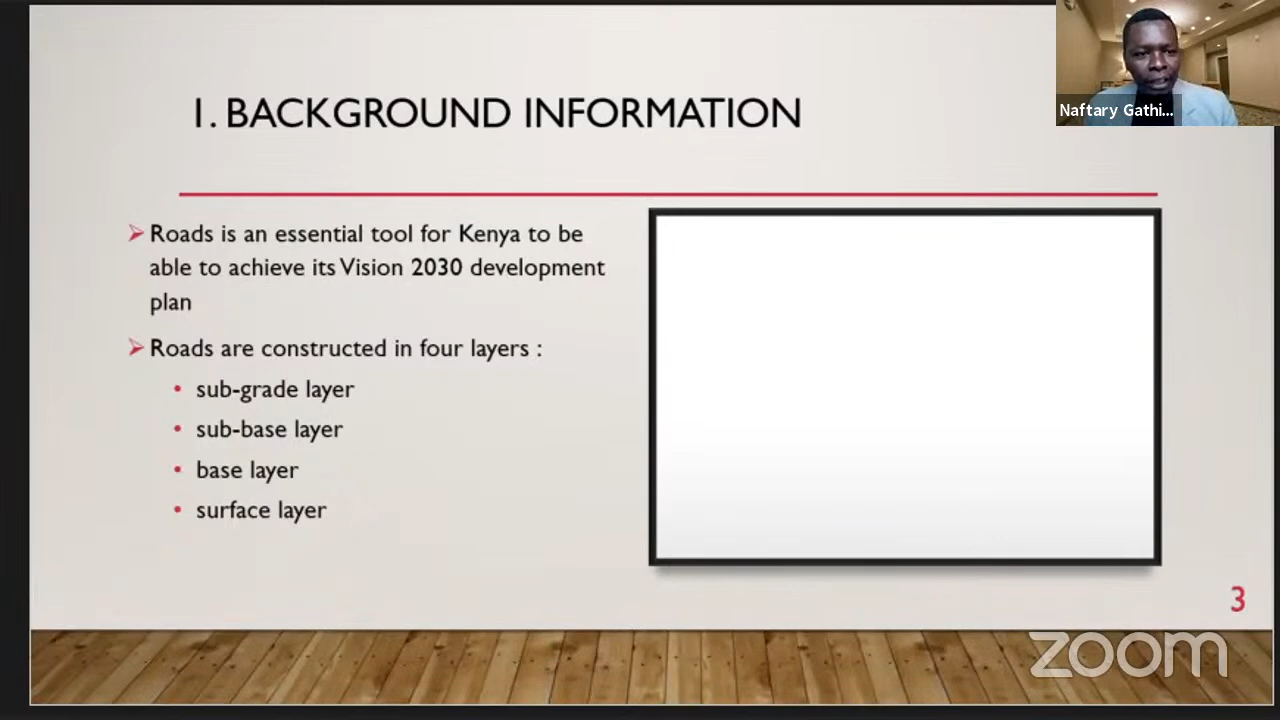 1. BACKGROUND INFORMATION
Naftary Gathi...
➢ Roads is an essential tool for Kenya to be
able to achieve its Vision 2030 development
plan
➢ Roads are constructed in four layers :
• sub-grade layer
• sub-base layer
• base layer
• surface layer
3
zoom